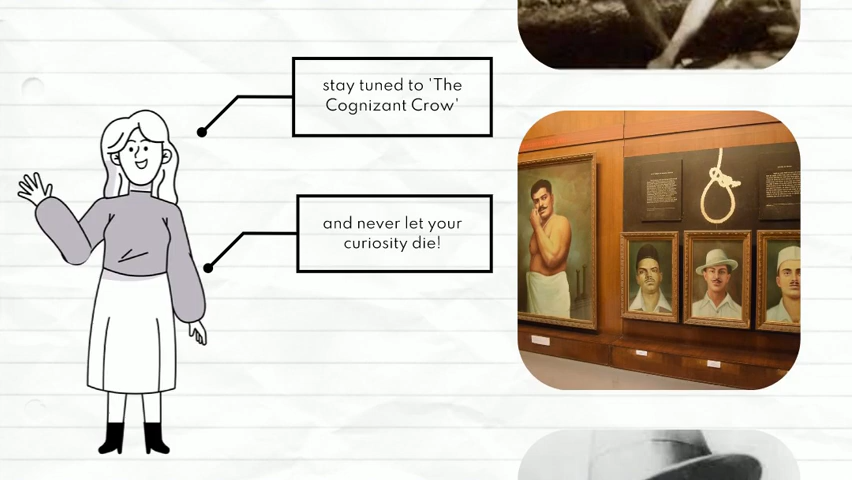 stay tuned to 'The
Cognizant Crow'
and never let your
curiosity die!